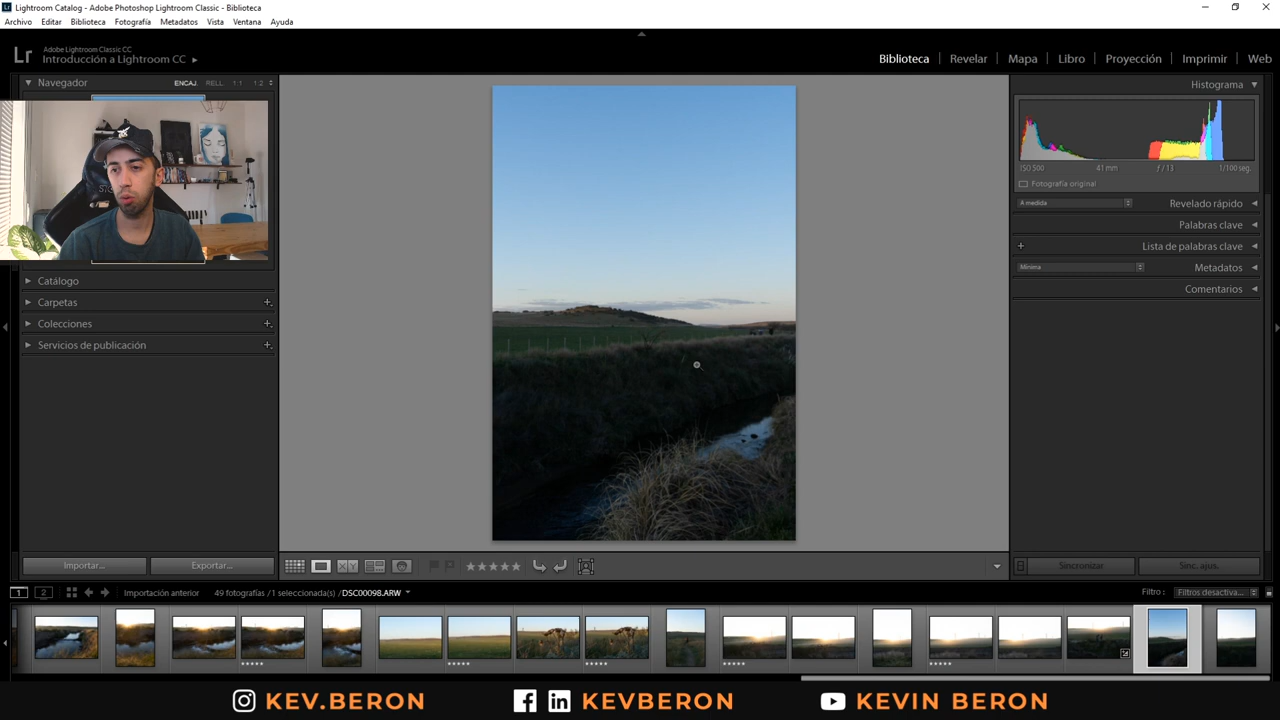 Lightroom Catalog - Adobe Photoshop Lightroom Classic - Biblioteca
Archivo Editar Biblioteca Fotografía Metadatos Vista Ventana Ayuda
Lr
Adobe Lightroom Classic CC
Introducción a Lightroom CC
Biblioteca | Revelar | Mapa | Libro | Imprimir | Proyección | Web
Navegador ENCAJ. RELL. 1:1 1:2
Catálogo
Carpetas
Colecciones
Servicios de publicación
Importar... Exportar...
Histograma
ISO 500 41 mm ƒ / 13 1/100 seg.
Fotografía original
A medida Revelado rápido
Palabras clave
Lista de palabras clave
Mínima Metadatos
Comentarios
Sincronizar Sinc. ajus.
1 2 Importación anterior 49 fotografías /1 seleccionada(s) /DSC00098.ARW Filtro : Filtros desactiva...
KEV.BERON KEVBERON KEVIN BERON